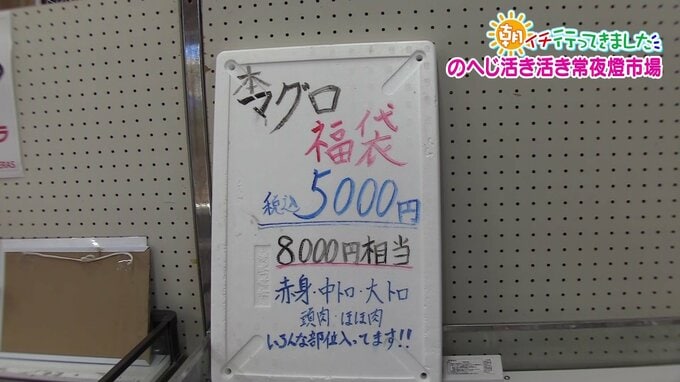 朝イチ行ってきました
のへじ活き活き常夜燈市場
本マグロ
福袋
税込5000円
8000円相当
赤身・中トロ・大トロ
頭肉・ほほ肉
いろんな部位入ってます!!